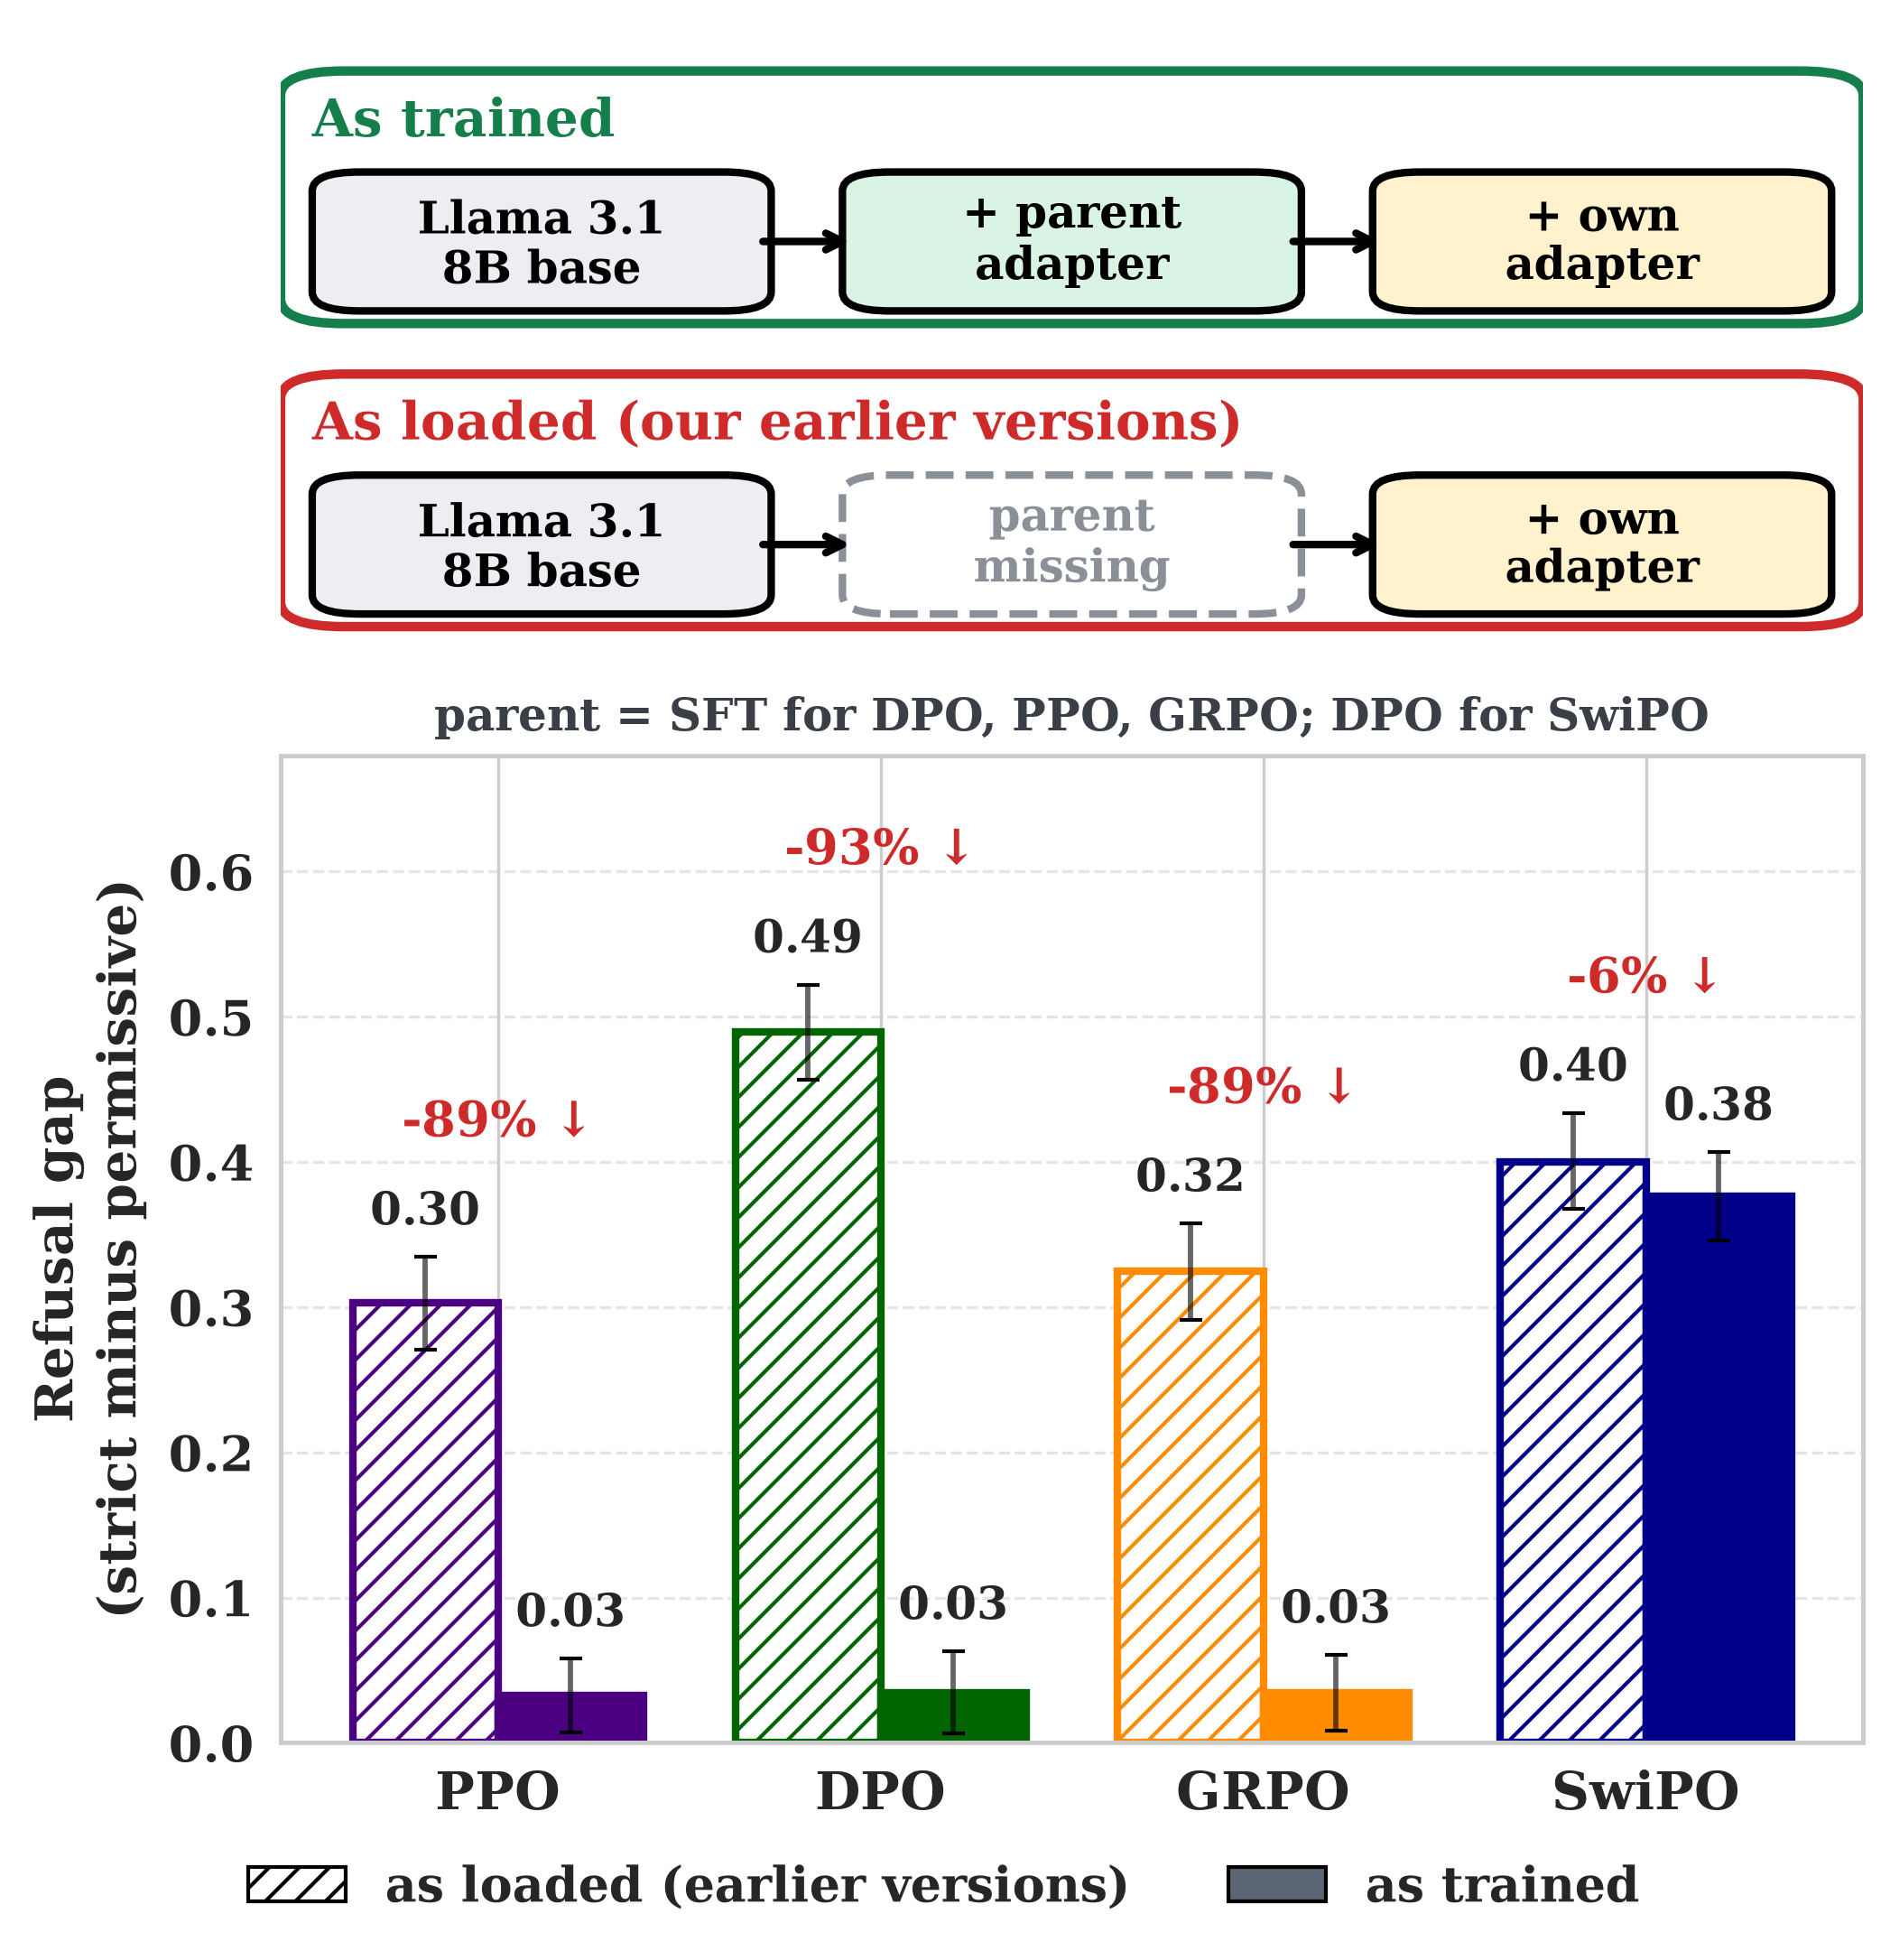 As trained
Llama 3.1
8B base
+ parent
adapter
+ own
adapter
As loaded (our earlier versions)
Llama 3.1
8B base
parent
missing
+ own
adapter
parent = SFT for DPO, PPO, GRPO; DPO for SwiPO
Refusal gap
(strict minus permissive)
0.6
0.5
0.4
0.3
0.2
0.1
0.0
-89% ↓
0.30
0.03
-93% ↓
0.49
0.03
-89% ↓
0.32
0.03
-6% ↓
0.40
0.38
PPO
DPO
GRPO
SwiPO
as loaded (earlier versions)
as trained